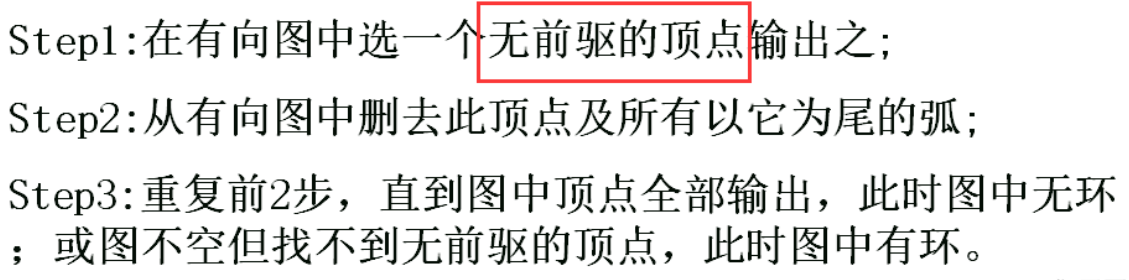 Step1:在有向图中选一个无前驱的顶点输出之;
Step2:从有向图中删去此顶点及所有以它为尾的弧;
Step3:重复前2步，直到图中顶点全部输出，此时图中无环
；或图不空但找不到无前驱的顶点，此时图中有环。